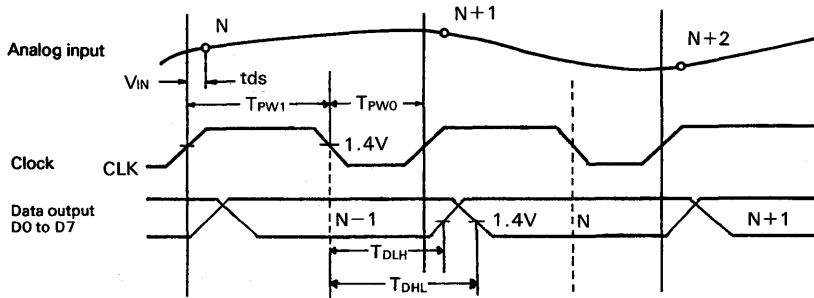 Analog input
N
N+1
N+2
VIN
tds
TPW1
TPW0
Clock
CLK
1.4V
Data output
D0 to D7
N−1
1.4V
N
N+1
TDLH
TDHL